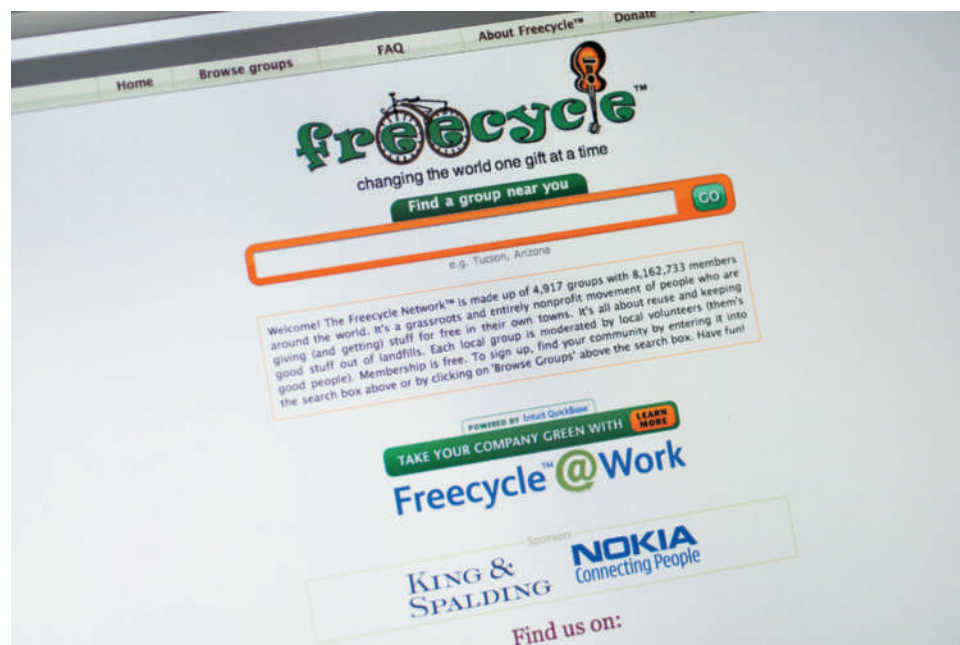 Home Browse groups FAQ About Freecycle™ Donate
freecycle™
changing the world one gift at a time
Find a group near you
GO
e.g. Tucson, Arizona
Welcome! The Freecycle Network™ is made up of 4,917 groups with 8,162,733 members
around the world. It's a grassroots and entirely nonprofit movement of people who are
giving (and getting) stuff for free in their own towns. It's all about reuse and keeping
good stuff out of landfills. Each local group is moderated by local volunteers (them's
good people). Membership is free. To sign up, find your community by entering it into
the search box above or by clicking on 'Browse Groups' above the search box. Have fun!
POWERED BY Intuit QuickBase
TAKE YOUR COMPANY GREEN WITH LEARN
MORE
Freecycle™@Work
Sponsors
KING &
SPALDING
NOKIA
Connecting People
Find us on: